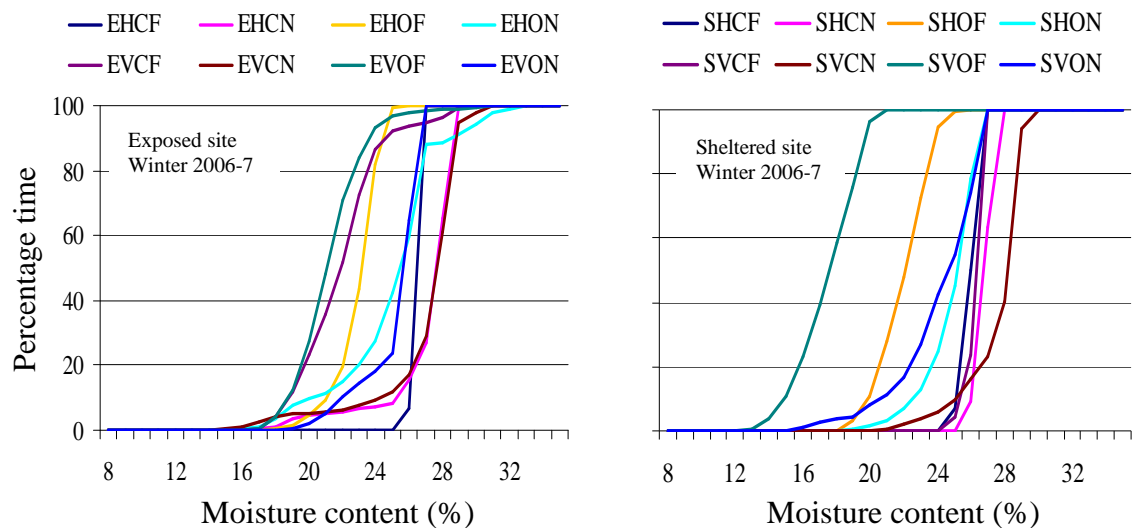 EHCF EHCN EHOF EHON
EVCF EVCN EVOF EVON
SHCF SHCN SHOF SHON
SVCF SVCN SVOF SVON
100
80
60
40
20
0
Percentage time
Exposed site
Winter 2006-7
8 12 16 20 24 28 32
Moisture content (%)
Sheltered site
Winter 2006-7
8 12 16 20 24 28 32
Moisture content (%)